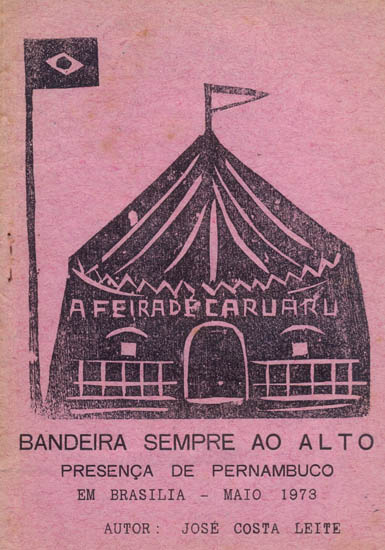 A FEIRA DE CARUARU
BANDEIRA SEMPRE AO ALTO
PRESENÇA DE PERNAMBUCO
EM BRASILIA - MAIO 1973
AUTOR: JOSÉ COSTA LEITE